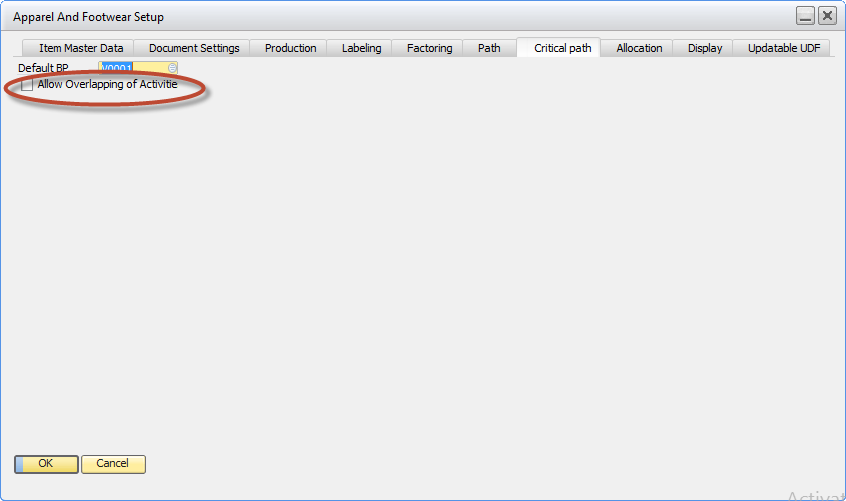 Apparel And Footwear Setup
Item Master Data Document Settings Production Labeling Factoring Path Critical path Allocation Display Updatable UDF
Default BP V0001
Allow Overlapping of Activitie
OK Cancel
Activat